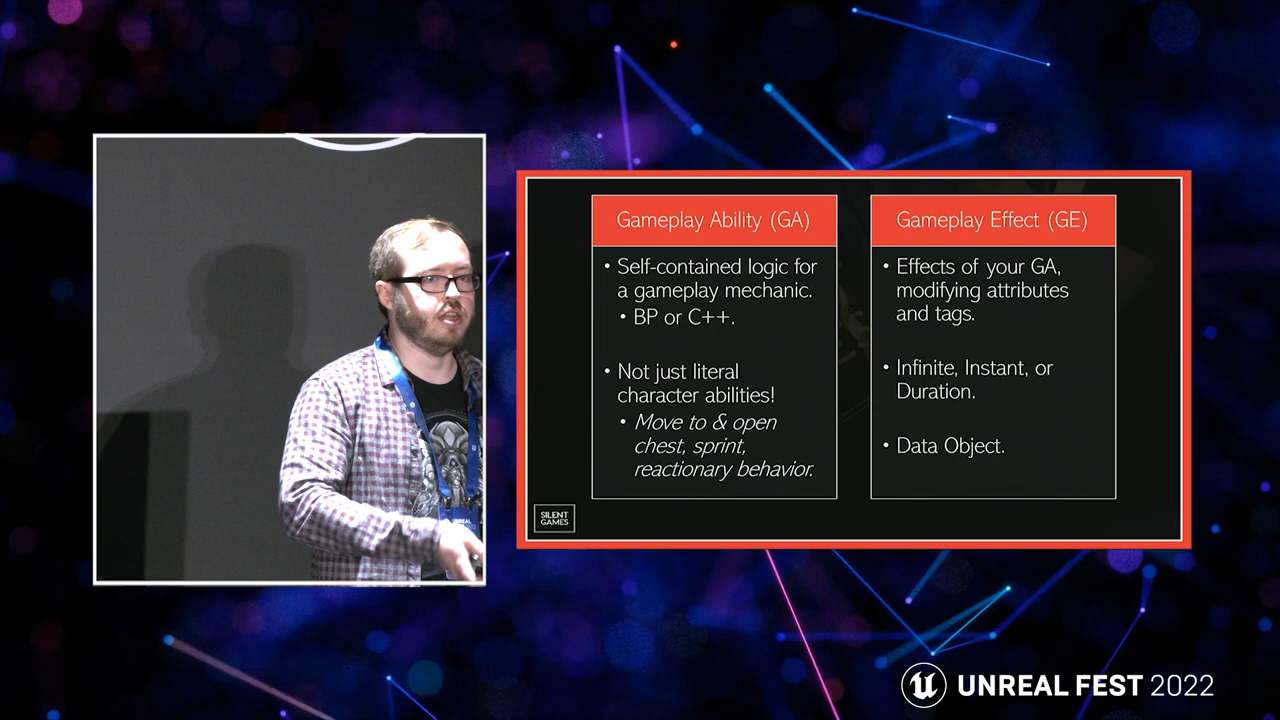 Gameplay Ability (GA)
• Self-contained logic for
a gameplay mechanic.
• BP or C++.
• Not just literal
character abilities!
• Move to & open
chest, sprint,
reactionary behavior.
Gameplay Effect (GE)
• Effects of your GA,
modifying attributes
and tags.
• Infinite, Instant, or
Duration.
• Data Object.
SILENT
GAMES
UNREAL
UNREAL FEST 2022